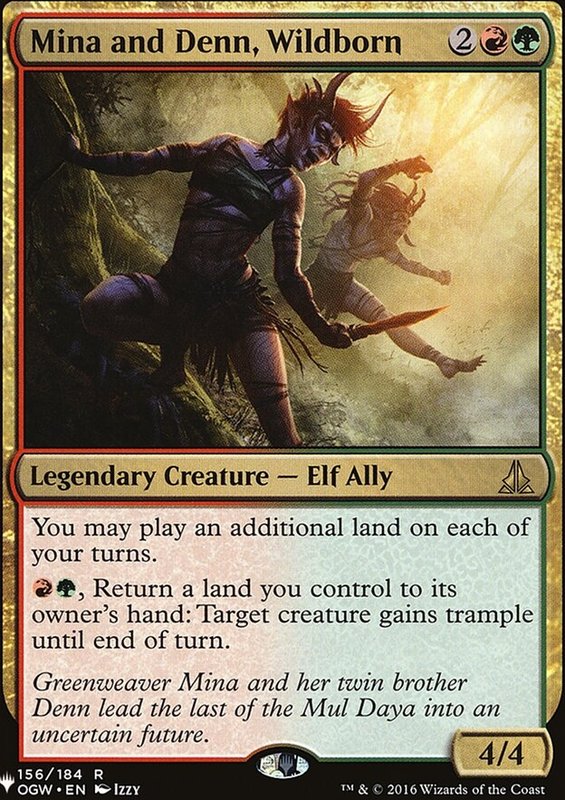 Mina and Denn, Wildborn 2
Legendary Creature — Elf Ally
You may play an additional land on each of
your turns.
, Return a land you control to its
owner's hand: Target creature gains trample
until end of turn.
Greenweaver Mina and her twin brother
Denn lead the last of the Mul Daya into an
uncertain future.
4/4
156/184 R
OGW • EN Izzy
™ & © 2016 Wizards of the Coast